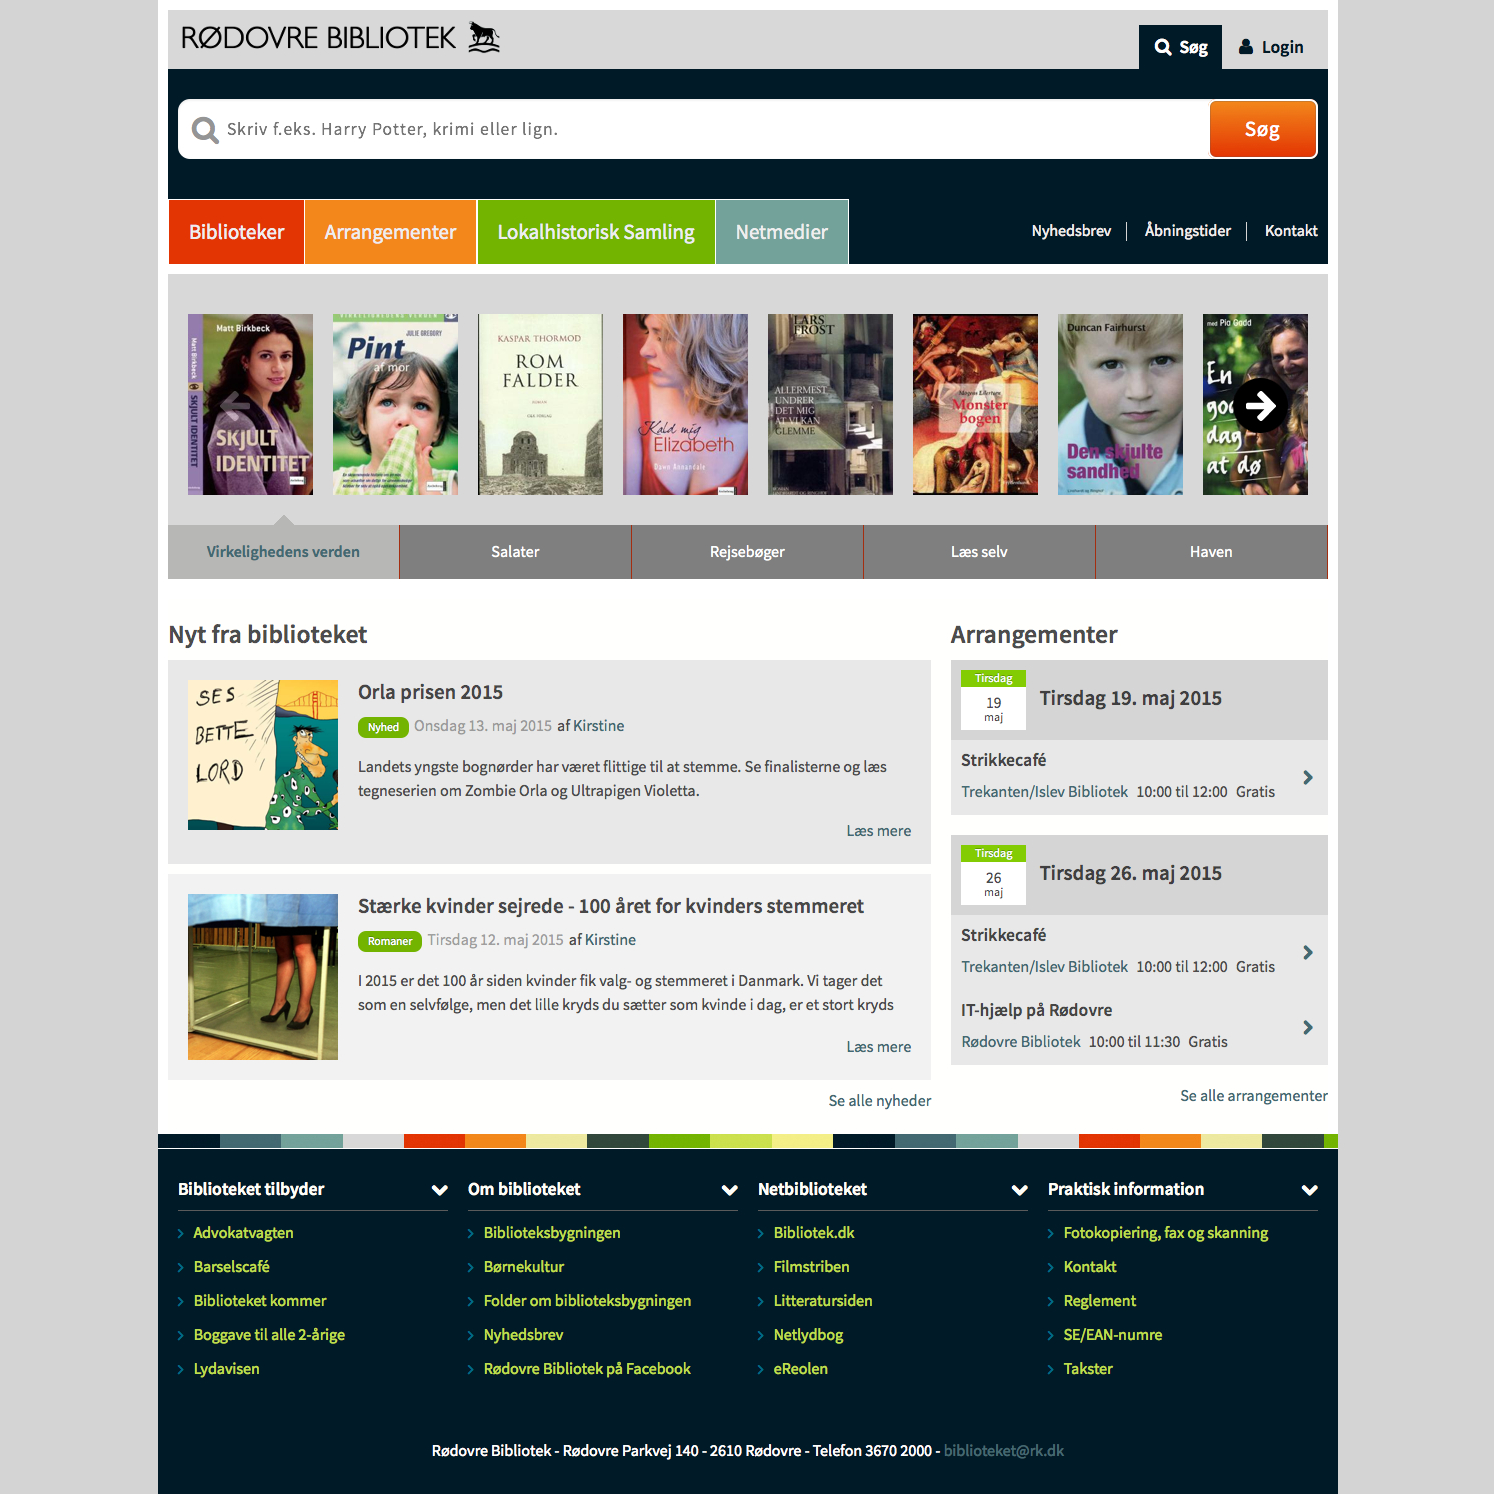 RØDOVRE BIBLIOTEK
Søg
Login
Skriv f.eks. Harry Potter, krimi eller lign.
Søg
Biblioteker
Arrangementer
Lokalhistorisk Samling
Netmedier
Nyhedsbrev
Åbningstider
Kontakt
Matt Birkbeck
SKJULT
IDENTITET
JULIE GREGORY
Pint
af mor
KASPAR THORMOD
ROM
FALDER
Kald mig
Elizabeth
Dawn Annandale
LARS
FROST
ALLERMEST
UNDRER
DET MIG
AT VI KAN
GLEMME
Monster
bogen
Duncan Fairhurst
Den skjulte
sandhed
med Pia Gadd
En
god
dag
at dø
Virkelighedens verden
Salater
Rejsebøger
Læs selv
Haven
Nyt fra biblioteket
SES
BETTE
LORD
Orla prisen 2015
Nyhed Onsdag 13. maj 2015 af Kirstine
Landets yngste bognørder har været flittige til at stemme. Se finalisterne og læs
tegneserien om Zombie Orla og Ultrapigen Violetta.
Læs mere
Stærke kvinder sejrede - 100 året for kvinders stemmeret
Romaner Tirsdag 12. maj 2015 af Kirstine
I 2015 er det 100 år siden kvinder fik valg- og stemmeret i Danmark. Vi tager det
som en selvfølge, men det lille kryds du sætter som kvinde i dag, er et stort kryds
Læs mere
Se alle nyheder
Arrangementer
Tirsdag
19
maj
Tirsdag 19. maj 2015
Strikkecafé
Trekanten/Islev Bibliotek 10:00 til 12:00 Gratis
Tirsdag
26
maj
Tirsdag 26. maj 2015
Strikkecafé
Trekanten/Islev Bibliotek 10:00 til 12:00 Gratis
IT-hjælp på Rødovre
Rødovre Bibliotek 10:00 til 11:30 Gratis
Se alle arrangementer
Biblioteket tilbyder
Advokatvagten
Barselscafé
Biblioteket kommer
Boggave til alle 2-årige
Lydavisen
Om biblioteket
Biblioteksbygningen
Børnekultur
Folder om biblioteksbygningen
Nyhedsbrev
Rødovre Bibliotek på Facebook
Netbiblioteket
Bibliotek.dk
Filmstriben
Litteratursiden
Netlydbog
eReolen
Praktisk information
Fotokopiering, fax og skanning
Kontakt
Reglement
SE/EAN-numre
Takster
Rødovre Bibliotek - Rødovre Parkvej 140 - 2610 Rødovre - Telefon 3670 2000 - biblioteket@rk.dk